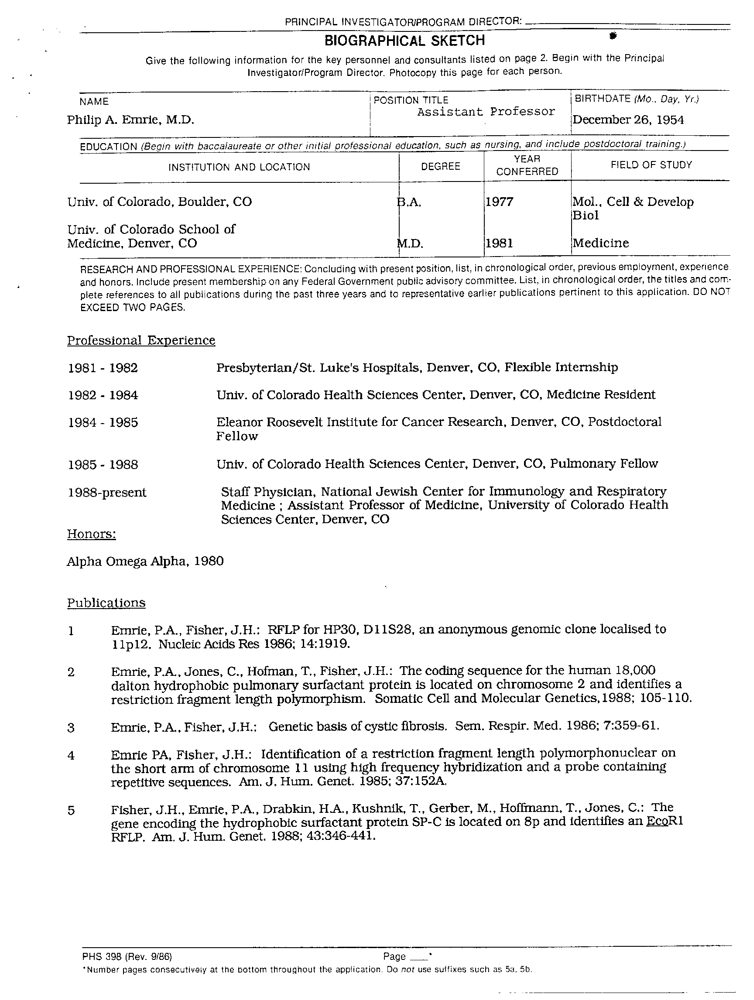 PRINCIPAL INVESTIGATOR/PROGRAM DIRECTOR:
BIOGRAPHICAL SKETCH
Give the following information for the key personnel and consultants listed on page 2. Begin with the Principal
Investigator/Program Director. Photocopy this page for each person.
NAME POSITION TITLE BIRTHDATE (Mo., Day, Yr.)
Philip A. Emrie, M.D. Assistant Professor December 26, 1954
EDUCATION (Begin with baccalaureate or other initial professional education, such as nursing, and include postdoctoral training.)
INSTITUTION AND LOCATION DEGREE YEAR CONFERRED FIELD OF STUDY
Univ. of Colorado, Boulder, CO B.A. 1977 Mol., Cell & Develop
Biol
Univ. of Colorado School of
Medicine, Denver, CO M.D. 1981 Medicine
RESEARCH AND PROFESSIONAL EXPERIENCE: Concluding with present position, list, in chronological order, previous employment, experience
and honors. Include present membership on any Federal Government public advisory committee. List, in chronological order, the titles and com-
plete references to all publications during the past three years and to representative earlier publications pertinent to this application. DO NOT
EXCEED TWO PAGES.
Professional Experience
1981 - 1982 Presbyterian/St. Luke's Hospitals, Denver, CO, Flexible Internship
1982 - 1984 Univ. of Colorado Health Sciences Center, Denver, CO, Medicine Resident
1984 - 1985 Eleanor Roosevelt Institute for Cancer Research, Denver, CO, Postdoctoral
Fellow
1985 - 1988 Univ. of Colorado Health Sciences Center, Denver, CO, Pulmonary Fellow
1988-present Staff Physician, National Jewish Center for Immunology and Respiratory
Medicine ; Assistant Professor of Medicine, University of Colorado Health
Sciences Center, Denver, CO
Honors:
Alpha Omega Alpha, 1980
Publications
1 Emrie, P.A., Fisher, J.H.: RFLP for HP30, D11S28, an anonymous genomic clone localised to
11p12. Nucleic Acids Res 1986; 14:1919.
2 Emrie, P.A., Jones, C., Hofman, T., Fisher, J.H.: The coding sequence for the human 18,000
dalton hydrophobic pulmonary surfactant protein is located on chromosome 2 and identifies a
restriction fragment length polymorphism. Somatic Cell and Molecular Genetics,1988; 105-110.
3 Emrie, P.A., Fisher, J.H.: Genetic basis of cystic fibrosis. Sem. Respir. Med. 1986; 7:359-61.
4 Emrie PA, Fisher, J.H.: Identification of a restriction fragment length polymorphonuclear on
the short arm of chromosome 11 using high frequency hybridization and a probe containing
repetitive sequences. Am. J. Hum. Genet. 1985; 37:152A.
5 Fisher, J.H., Emrie, P.A., Drabkin, H.A., Kushnik, T., Gerber, M., Hoffmann, T., Jones, C.: The
gene encoding the hydrophobic surfactant protein SP-C is located on 8p and identifies an EcoR1
RFLP. Am. J. Hum. Genet. 1988; 43:346-441.
PHS 398 (Rev. 9/86) Page ___*
*Number pages consecutively at the bottom throughout the application. Do not use suffixes such as 5a, 5b.